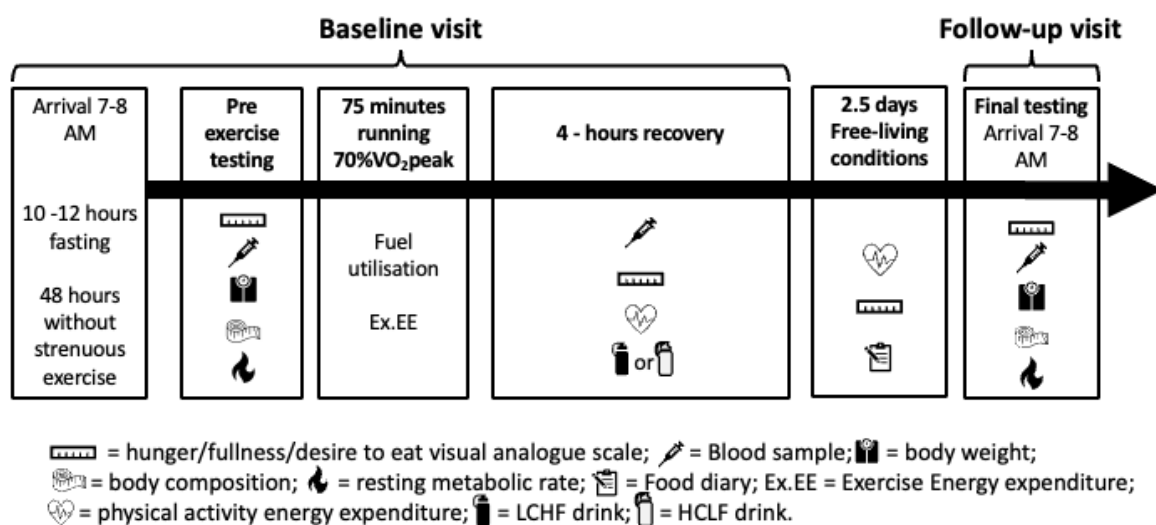 Baseline visit
Follow-up visit
Arrival 7-8
AM
10 -12 hours
fasting
48 hours
without
strenuous
exercise
Pre
exercise
testing
75 minutes
running
70%VO₂peak
Fuel
utilisation
Ex.EE
4 - hours recovery
or
2.5 days
Free-living
conditions
Final testing
Arrival 7-8
AM
= hunger/fullness/desire to eat visual analogue scale; = Blood sample; = body weight;
= body composition; = resting metabolic rate; = Food diary; Ex.EE = Exercise Energy expenditure;
= physical activity energy expenditure; = LCHF drink; = HCLF drink.